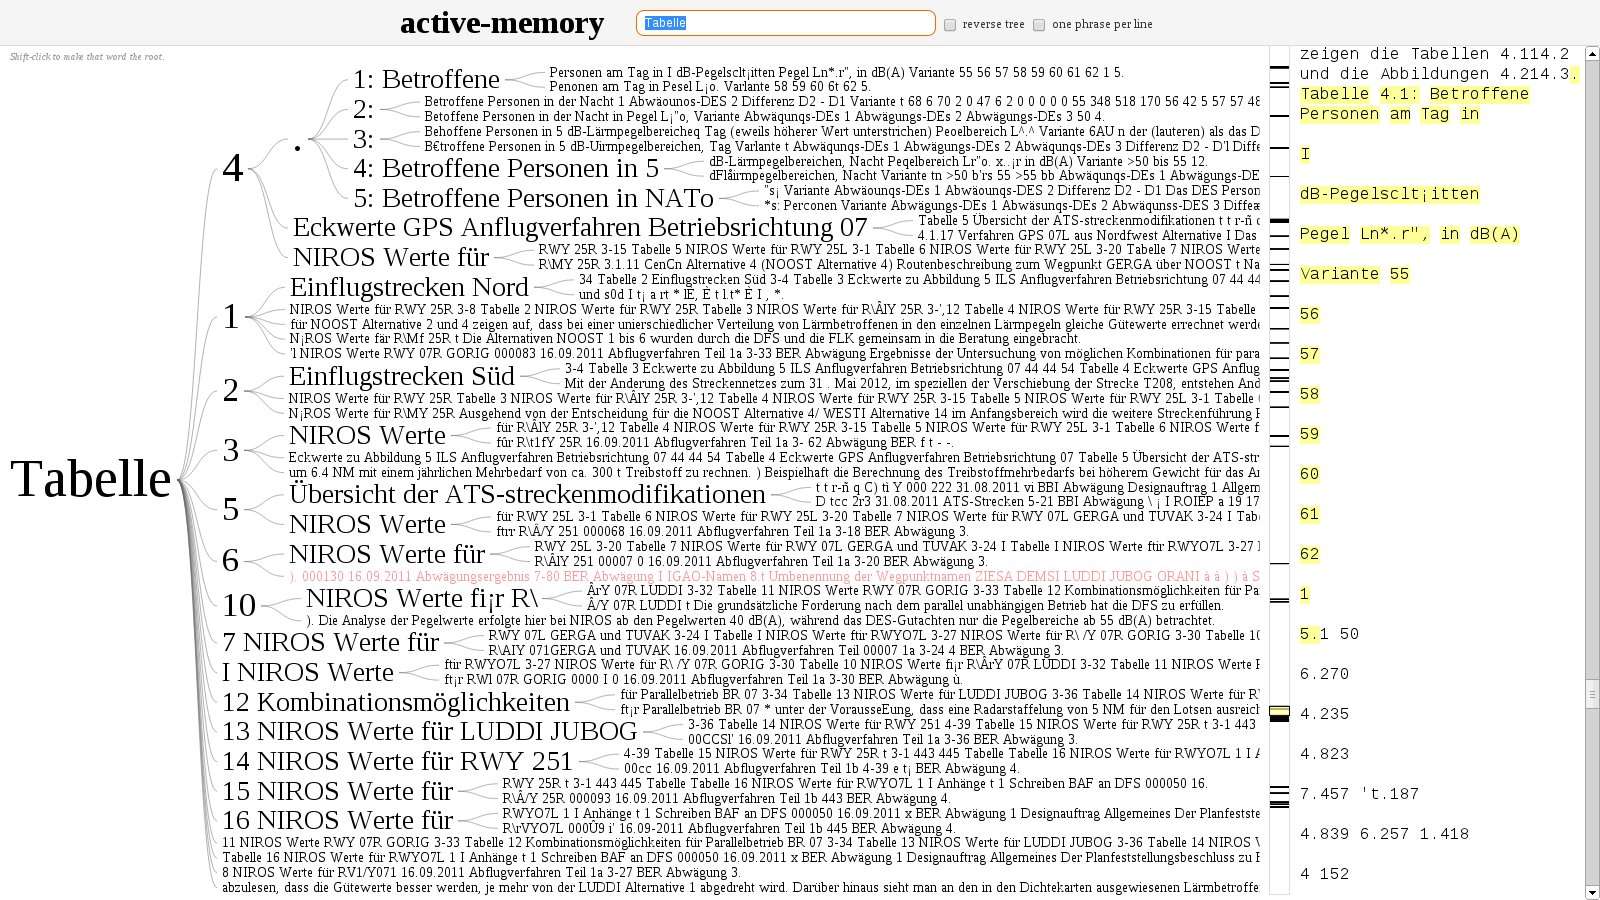 active-memory
Tabelle
reverse tree
one phrase per line
Shift-click to make that word the root.
Tabelle
4
.
1: Betroffene
Personen am Tag in I dB-Pegelsclt¡itten Pegel Ln*.r", in dB(A) Variante 55 56 57 58 59 60 61 62 1 5.
Penonen am Tag in Pesel L¡o. Varlante 58 59 60 6t 62 5.
2:
Betroffene Personen in der Nacht 1 Abwäounos-DES 2 Differenz D2 - D1 Variante t 68 6 70 2 0 47 6 2 0 0 0 0 0 55 348 518 170 56 42 5 57 57 48
Betoffene Personen in der Nacht in Pegel L¡"o, Variante Abwäqunqs-DEs 1 Abwägungs-DEs 2 Abwägungs-DEs 3 50 4.
3:
Behoffene Personen in 5 dB-Lärmpegelbereicheq Tag (eweils höherer Wert unterstrichen) Peoelbereich L^.^ Variante 6AU n der (lauteren) als das D
B€troffene Personen in 5 dB-Uirmpegelbereichen, Tag Varlante t Abwäqunqs-DEs 1 Abwägungs-DEs 2 Abwäqungs-DEs 3 Differenz D2 - D'l Diffe
4: Betroffene Personen in 5
dB-Lärmpegelbereichen, Nacht Peqelbereich Lr"o. x..¡r in dB(A) Variante >50 bis 55 12.
dFlåirmpegelbereichen, Nacht Variante tn >50 b'rs 55 >55 bb Abwäqunqs-DEs 1 Abwägungs-DE
5: Betroffene Personen in NATo
"s¡ Variante Abwäounqs-DEs 1 Abwäounqs-DES 2 Differenz D2 - D1 Das DES Person
*s: Perconen Variante Abwägungs-DEs 1 Abwäqunss-DEs 2 Abwäqunss-DES 3 Differ
Eckwerte GPS Anflugverfahren Betriebsrichtung 07
Tabelle 5 Übersicht der ATS-streckenmodifikationen t t r-ñ
4.1.17 Verfahren GPS 07L aus Nordfwest Alternative I Das
NIROS Werte für
RWY 25R 3-15 Tabelle 5 NIROS Werte für RWY 25L 3-1 Tabelle 6 NIROS Werte für RWY 25L 3-20 Tabelle 7 NIROS Werte
R\MY 25R 3.1.11 CenCn Alternative 4 (NOOST Alternative 4) Routenbeschreibung zum Wegpunkt GERGA über NOOST t Na
1
Einflugstrecken Nord
34 Tabelle 2 Einflugstrecken Süd 3-4 Tabelle 3 Eckwerte zu Abbildung 5 ILS Anflugverfahren Betriebsrichtung 07 44 44
und s0d I t¡ a rt * lE, È t l.t* È I , *.
NIROS Werte für RWY 25R 3-8 Tabelle 2 NIROS Werte für RWY 25R Tabelle 3 NIROS Werte für R\ÂlY 25R 3-',12 Tabelle 4 NIROS Werte für RWY 25R 3-15 Tabelle
für NOOST Alternative 2 und 4 zeigen auf, dass bei einer unierschiedlicher Verteilung von Lärmbetroffenen in den einzelnen Lärmpegeln gleiche Gütewerte errechnet werde
N¡ROS Werte fär R\Mf 25R t Die Alternativen NOOST 1 bis 6 wurden durch die DFS und die FLK gemeinsam in die Beratung eingebracht.
'l NIROS Werte RWY 07R GORIG 000083 16.09.2011 Abflugverfahren Teil 1a 3-33 BER Abwägung Ergebnisse der Untersuchung von möglichen Kombinationen für para
2
Einflugstrecken Süd
3-4 Tabelle 3 Eckwerte zu Abbildung 5 ILS Anflugverfahren Betriebsrichtung 07 44 44 54 Tabelle 4 Eckwerte GPS Anflug
Mit der Anderung des Streckennetzes zum 31 . Mai 2012, im speziellen der Verschiebung der Strecke T208, entstehen And
NIROS Werte für RWY 25R Tabelle 3 NIROS Werte für R\ÂlY 25R 3-',12 Tabelle 4 NIROS Werte für RWY 25R 3-15 Tabelle 5 NIROS Werte für RWY 25L 3-1 Tabelle
N¡ROS Werte für R\MY 25R Ausgehend von der Entscheidung für die NOOST Alternative 4/ WESTI Alternative 14 im Anfangsbereich wird die weitere Streckenführung
3
NIROS Werte
für R\ÂlY 25R 3-',12 Tabelle 4 NIROS Werte für RWY 25R 3-15 Tabelle 5 NIROS Werte für RWY 25L 3-1 Tabelle 6 NIROS Werte f
fûr R\t1fY 25R 16.09.2011 Abflugverfahren Teil 1a 3- 62 Abwägung BER f t - -.
Eckwerte zu Abbildung 5 ILS Anflugverfahren Betriebsrichtung 07 44 44 54 Tabelle 4 Eckwerte GPS Anflugverfahren Betriebsrichtung 07 Tabelle 5 Übersicht der ATS-str
um 6.4 NM mit einem jährlichen Mehrbedarf von ca. 300 t Treibstoff zu rechnen. ) Beispielhaft die Berechnung des Treibstoffmehrbedarfs bei höherem Gewicht für das Ar
5
Übersicht der ATS-streckenmodifikationen
t t r-ñ q C) ti Y 000 222 31.08.2011 vi BBI Abwägung Designauftrag 1 Allgem
D tcc 2r3 31.08.2011 ATS-Strecken 5-21 BBI Abwägung \ ¡ I ROIEP a 19 17
NIROS Werte
für RWY 25L 3-1 Tabelle 6 NIROS Werte für RWY 25L 3-20 Tabelle 7 NIROS Werte für RWY 07L GERGA und TUVAK 3-24 I Tab
ftrr R\Â/Y 251 000068 16.09.2011 Abflugverfahren Teil 1a 3-18 BER Abwägung 3.
6
NIROS Werte für
RWY 25L 3-20 Tabelle 7 NIROS Werte für RWY 07L GERGA und TUVAK 3-24 I Tabelle I NIROS Werte ftir RWYO7L 3-27
R\ÂlY 251 00007 0 16.09.2011 Abflugverfahren Teil 1a 3-20 BER Abwägung 3.
). 000130 16.09.2011 Abwägungsergebnis 7-80 BER Abwägung I IGAO-Namen 8.t Umbenennung der Wegpunktnamen ZIESA DEMSI LUDDI JUBOG ORANI à à ) ) à S
10
NIROS Werte fi¡r R\
ÂrY 07R LUDDI 3-32 Tabelle 11 NIROS Werte RWY 07R GORIG 3-33 Tabelle 12 Kombinationsmöglichkeiten für Pa
Â/Y 07R LUDDI t Die grundsätzliche Forderung nach dem parallel unabhängigen Betrieb hat die DFS zu erfüllen.
). Die Analyse der Pegelwerte erfolgte hier bei NIROS ab den Pegelwerten 40 dB(A), während das DES-Gutachten nur die Pegelbereiche ab 55 dB(A) betrachtet.
7 NIROS Werte für
RWY 07L GERGA und TUVAK 3-24 I Tabelle I NIROS Werte ftir RWYO7L 3-27 NIROS Werte für R\ /Y 07R GORIG 3-30 Tabelle 10
R\AIY 071GERGA und TUVAK 16.09.2011 Abflugverfahren Teil 00007 1a 3-24 4 BER Abwägung 3.
I NIROS Werte
ftir RWYO7L 3-27 NIROS Werte für R\ /Y 07R GORIG 3-30 Tabelle 10 NIROS Werte fi¡r R\ÂrY 07R LUDDI 3-32 Tabelle 11 NIROS Werte
ft¡r RWl 07R GORIG 0000 I 0 16.09.2011 Abflugverfahren Teil 1a 3-30 BER Abwägung ù.
12 Kombinationsmöglichkeiten
für Parallelbetrieb BR 07 3-34 Tabelle 13 NIROS Werte für LUDDI JUBOG 3-36 Tabelle 14 NIROS Werte für RW
ft¡r Parallelbetrieb BR 07 * unter der VorausseEung, dass eine Radarstaffelung von 5 NM für den Lotsen ausreich
13 NIROS Werte für LUDDI JUBOG
3-36 Tabelle 14 NIROS Werte für RWY 251 4-39 Tabelle 15 NIROS Werte für RWY 25R t 3-1 443
00CCSl' 16.09.2011 Abflugverfahren Teil 1a 3-36 BER Abwägung 3.
14 NIROS Werte für RWY 251
4-39 Tabelle 15 NIROS Werte für RWY 25R t 3-1 443 445 Tabelle Tabelle 16 NIROS Werte für RWYO7L 1 I A
00cc 16.09.2011 Abflugverfahren Teil 1b 4-39 e t¡ BER Abwägung 4.
15 NIROS Werte für
RWY 25R t 3-1 443 445 Tabelle Tabelle 16 NIROS Werte für RWYO7L 1 I Anhänge t 1 Schreiben BAF an DFS 000050 16.
R\Â/Y 25R 000093 16.09.2011 Abflugverfahren Teil 1b 443 BER Abwägung 4.
16 NIROS Werte für
RWYO7L 1 I Anhänge t 1 Schreiben BAF an DFS 000050 16.09.2011 x BER Abwägung 1 Designauftrag Allgemeines Der Planfestste
R\rVYO7L 000Û9 i' 16.09-2011 Abflugverfahren Teil 1b 445 BER Abwägung 4.
11 NIROS Werte RWY 07R GORIG 3-33 Tabelle 12 Kombinationsmöglichkeiten für Parallelbetrieb BR 07 3-34 Tabelle 13 NIROS Werte für LUDDI JUBOG 3-36 Tabelle 14 NIROS
Tabelle 16 NIROS Werte für RWYO7L 1 I Anhänge t 1 Schreiben BAF an DFS 000050 16.09.2011 x BER Abwägung 1 Designauftrag Allgemeines Der Planfeststellungsbeschluss zu
8 NIROS Werte für RV1/Y071 16.09.2011 Abflugverfahren Teil 1a 3-27 BER Abwägung 3.
abzulesen, dass die Gütewerte besser werden, je mehr von der LUDDI Alternative 1 abgedreht wird. Darüber hinaus sieht man an den in den Dichtekarten ausgewiesenen Lärmbetroffe
zeigen die Tabellen 4.114.2
und die Abbildungen 4.214.3.
Tabelle 4.1: Betroffene
Personen am Tag in
I
dB-Pegelsclt¡itten
Pegel Ln*.r", in dB(A)
Variante 55
56
57
58
59
60
61
62
1
5.1 50
6.270
4.235
4.823
7.457 't.187
4.839 6.257 1.418
4 152